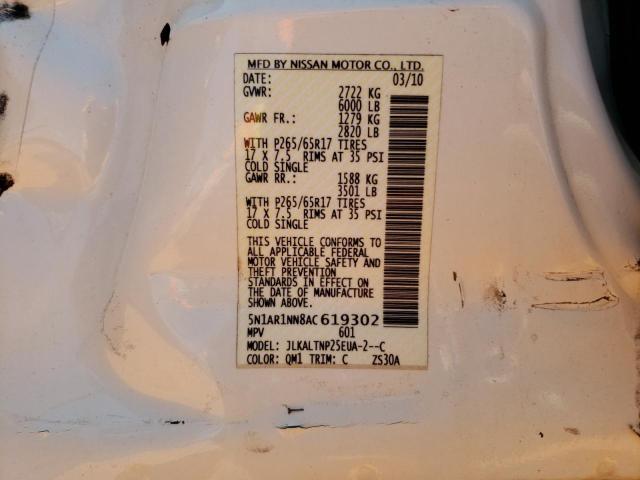 MFD BY NISSAN MOTOR CO., LTD.
DATE: 03/10
GVWR: 2722 KG
6000 LB
GAWR FR.: 1279 KG
2820 LB
WITH P265/65R17 TIRES
17 X 7.5 RIMS AT 35 PSI
COLD SINGLE
GAWR RR.: 1588 KG
3501 LB
WITH P265/65R17 TIRES
17 X 7.5 RIMS AT 35 PSI
COLD SINGLE
THIS VEHICLE CONFORMS TO
ALL APPLICABLE FEDERAL
MOTOR VEHICLE SAFETY AND
THEFT PREVENTION
STANDARDS IN EFFECT ON
THE DATE OF MANUFACTURE
SHOWN ABOVE.
5N1AR1NN8AC619302
MPV 601
MODEL: JLKALTNP25EUA-2--C
COLOR: QM1 TRIM: C ZS30A